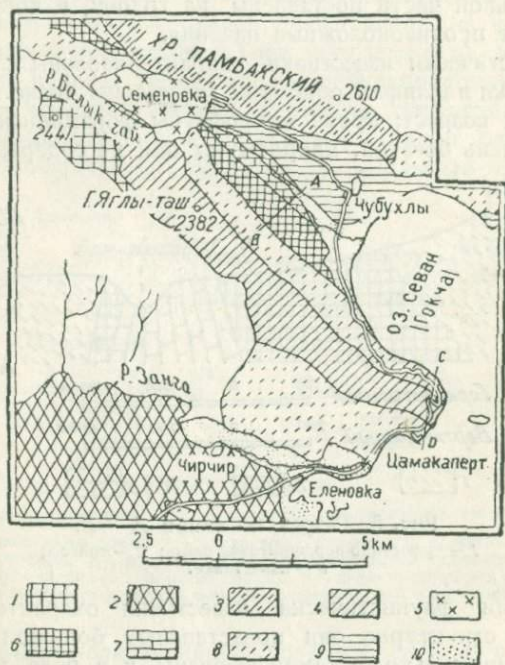 ХР. ПАМБАКСКИЙ
2610
Семеновка
Р. Балык-чай
2441
А
Чубухлы
Г.Яглы-таш
2382
В
ОЗ. СЕВАН
|Гокча|
С
Р. Занга
D
Цамакаперт
Чирчир
Еленовка
2,5 0 5 км
1 2 3 4 5
6 7 8 9 10